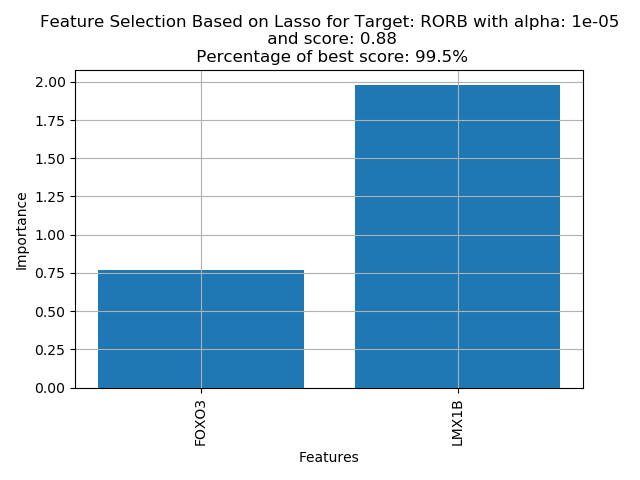 Feature Selection Based on Lasso for Target: RORB with alpha: 1e-05
and score: 0.88
Percentage of best score: 99.5%
2.00
1.75
1.50
1.25
1.00
0.75
0.50
0.25
0.00
Importance
FOXO3
LMX1B
Features